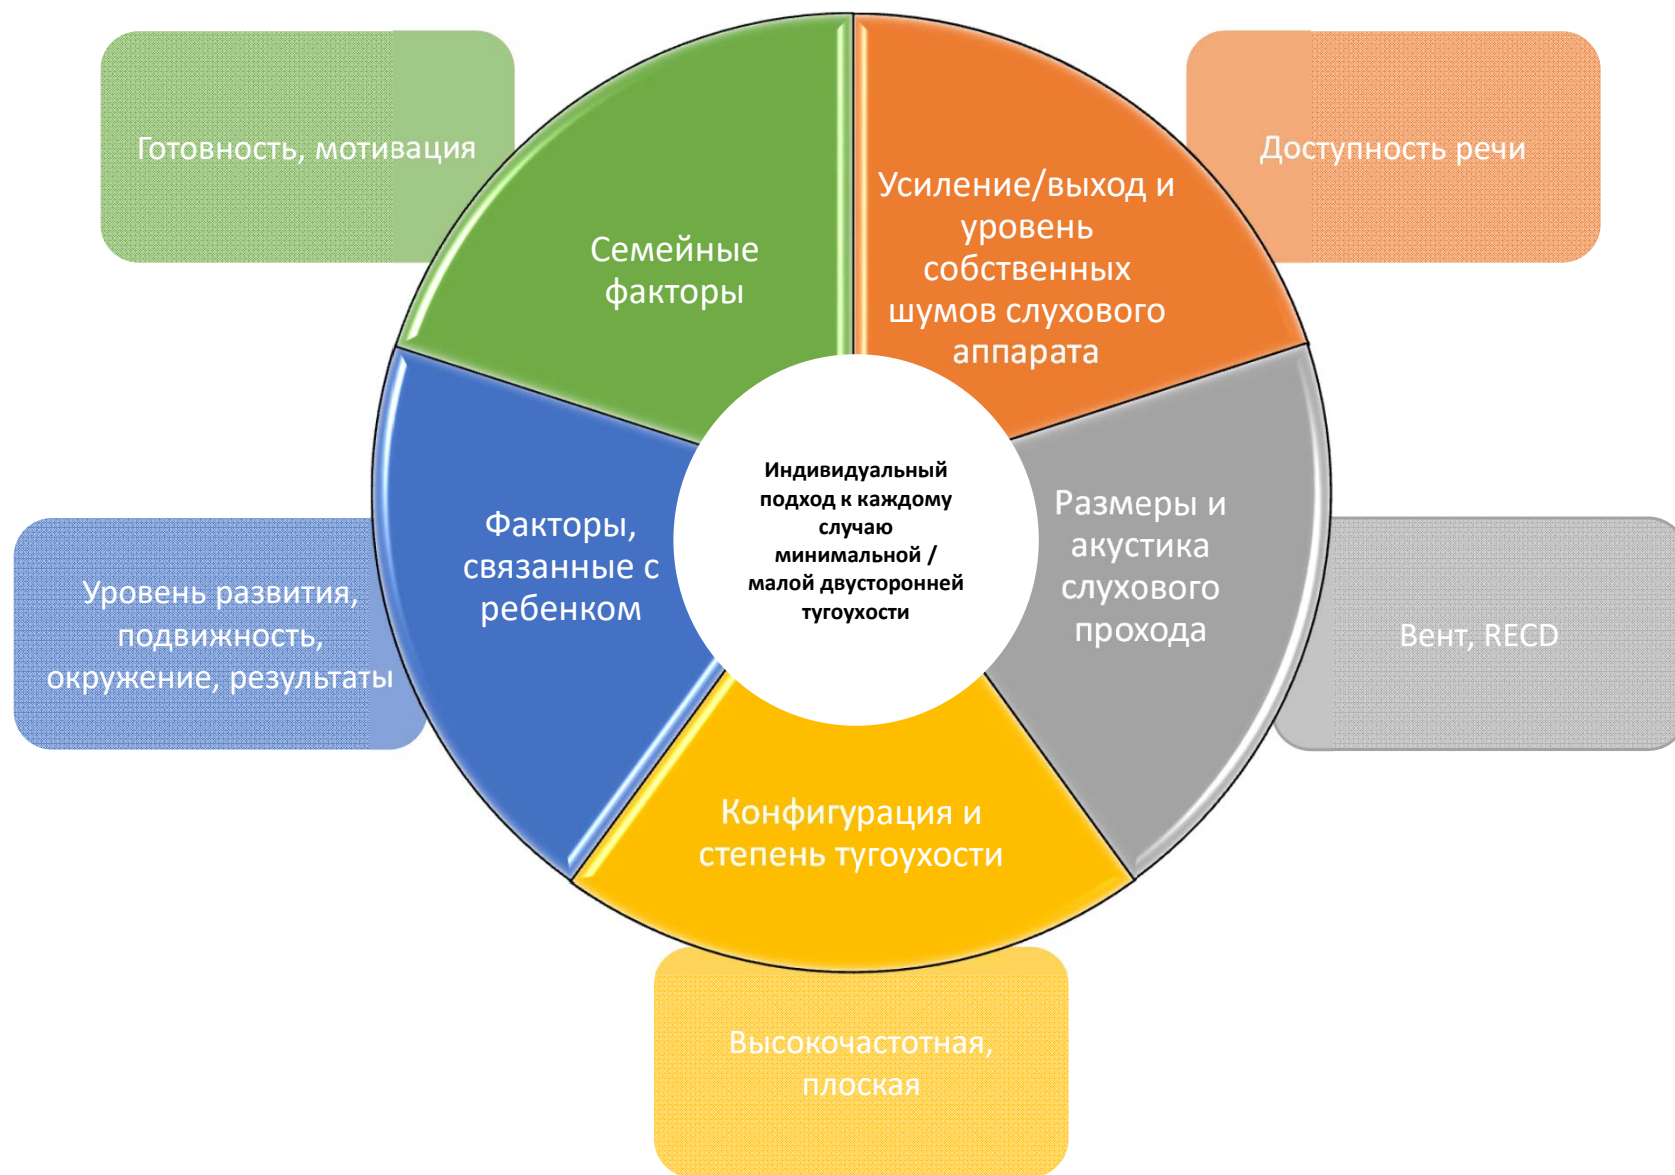 Готовность, мотивация
Доступность речи
Усиление/выход и
уровень
собственных
шумов слухового
аппарата
Семейные
факторы
Индивидуальный
подход к каждому
случаю
минимальной /
малой двусторонней
тугоухости
Размеры и
акустика
слухового
прохода
Вент, RECD
Факторы,
связанные с
ребенком
Уровень развития,
подвижность,
окружение, результаты
Конфигурация и
степень тугоухости
Высокочастотная,
плоская